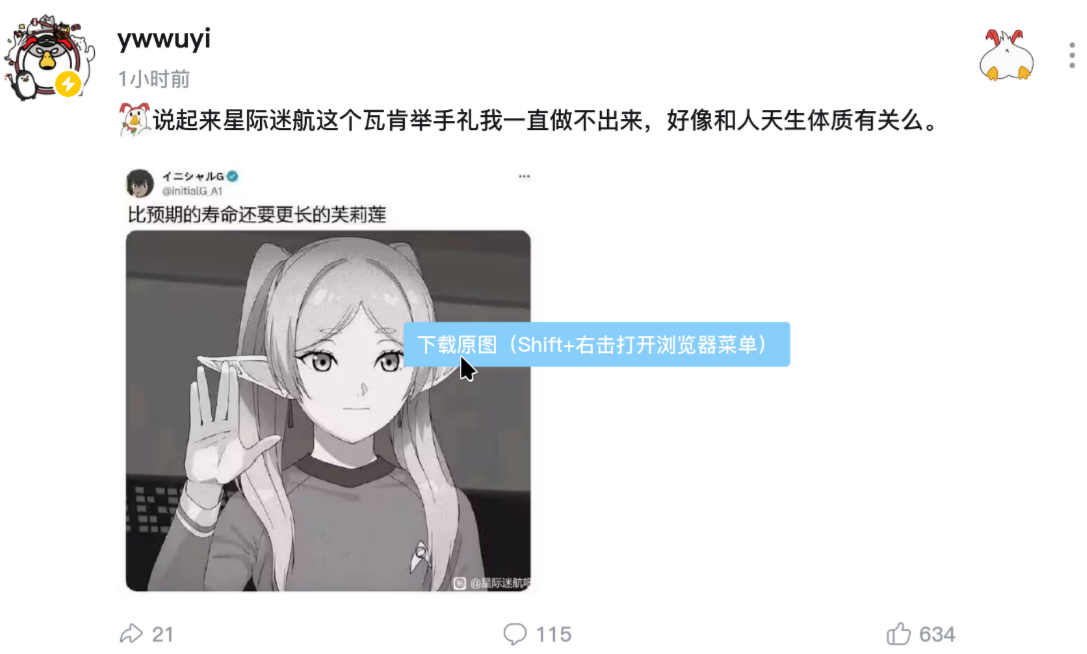 ywwuyi
1小时前
说起来星际迷航这个瓦肯举手礼我一直做不出来，好像和人天生体质有关么。
イニシャルG
@initialG_A1
比预期的寿命还要更长的芙莉莲
下载原图（Shift+右击打开浏览器菜单）
@星际迷航吧
21
115
634